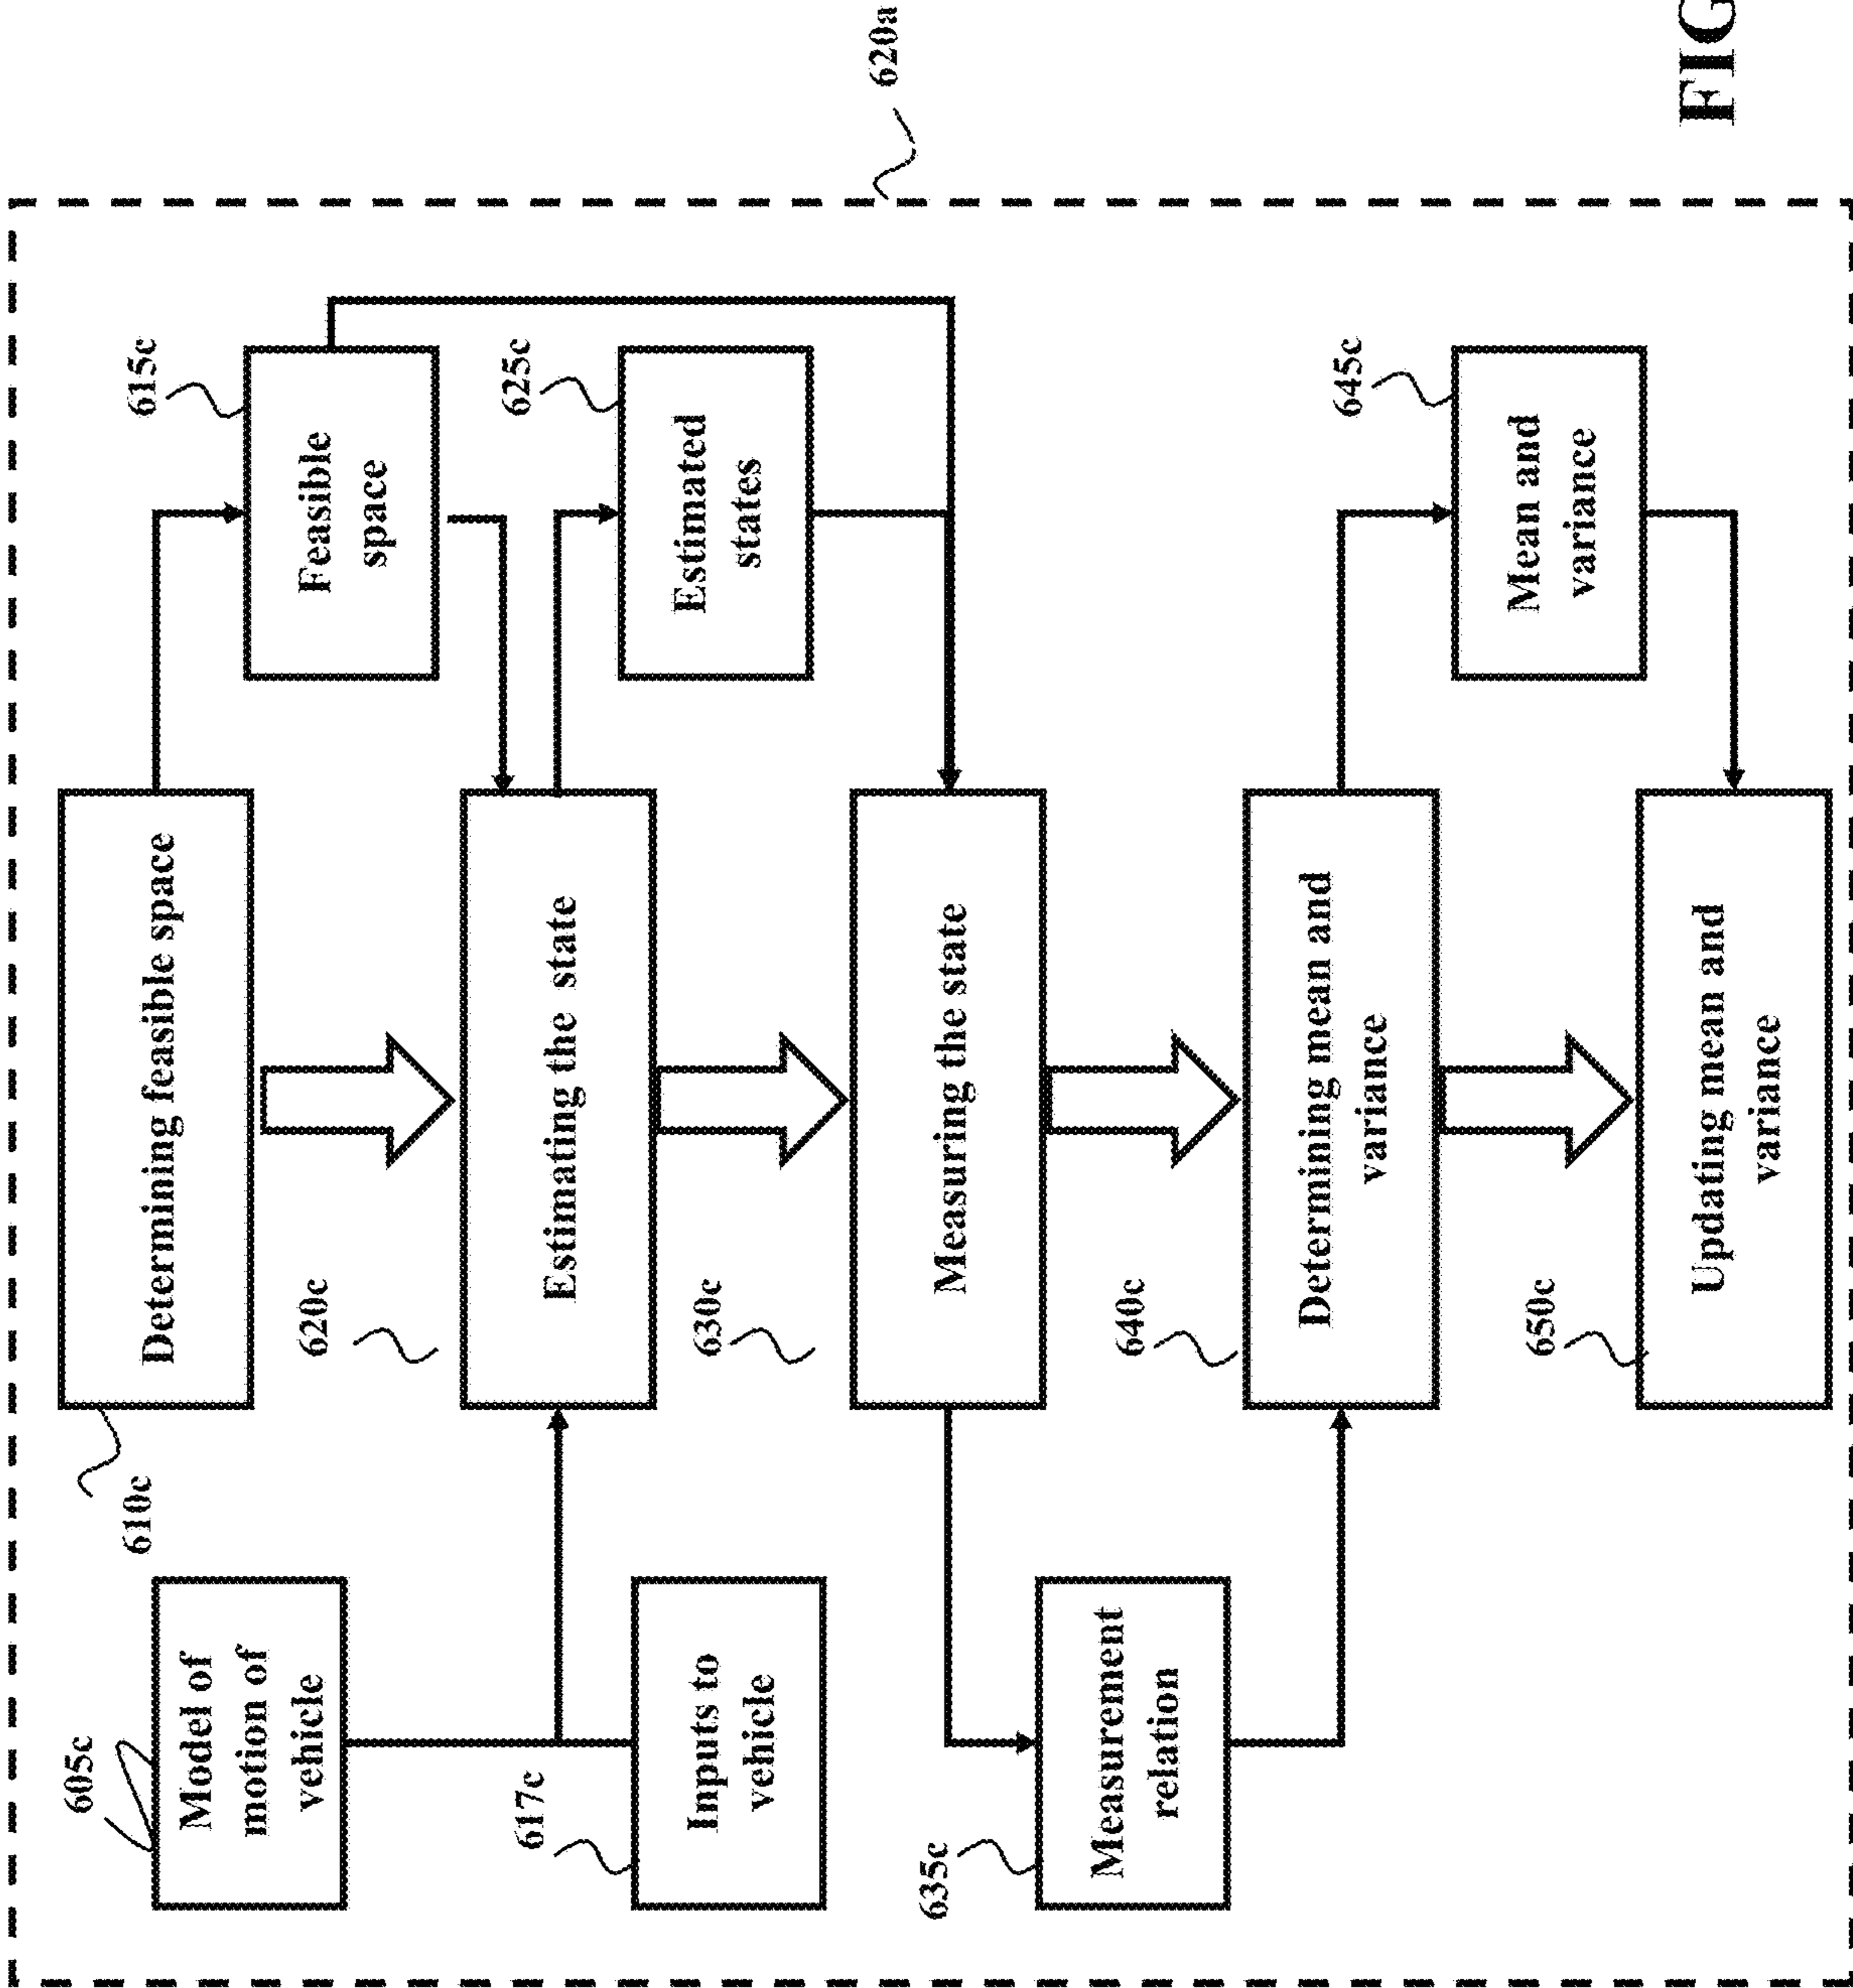 610c
Determining feasible space
615c
Feasible
space
605c
Model of
motion of
vehicle
620c
Estimating the state
625c
Estimated
states
617c
Inputs to
vehicle
630c
Measuring the state
620a
635c
Measurement
relation
640c
Determining mean and
variance
645c
Mean and
variance
650c
Updating mean and
variance
FIG